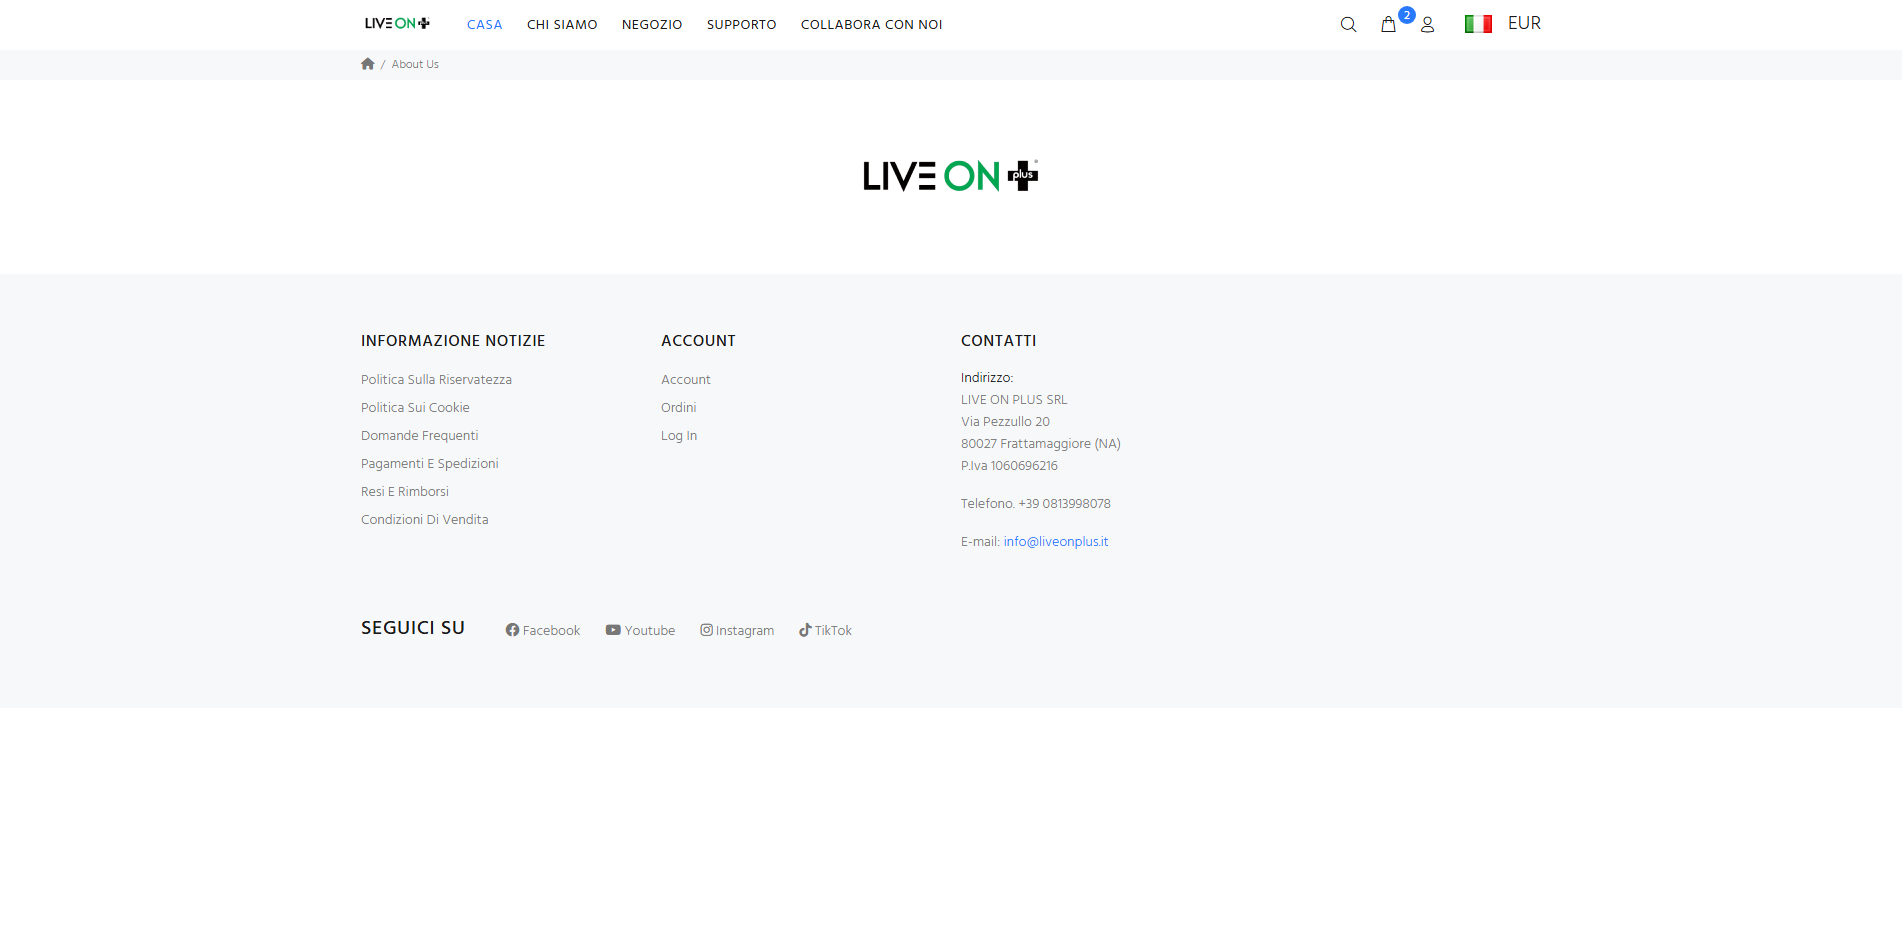 LIVE ON plus
CASA
CHI SIAMO
NEGOZIO
SUPPORTO
COLLABORA CON NOI
2
EUR
/ About Us
LIVE ON plus®
INFORMAZIONE NOTIZIE
Politica Sulla Riservatezza
Politica Sui Cookie
Domande Frequenti
Pagamenti E Spedizioni
Resi E Rimborsi
Condizioni Di Vendita
ACCOUNT
Account
Ordini
Log In
CONTATTI
Indirizzo:
LIVE ON PLUS SRL
Via Pezzullo 20
80027 Frattamaggiore (NA)
P.Iva 1060696216
Telefono. +39 0813998078
E-mail: info@liveonplus.it
SEGUICI SU
Facebook
Youtube
Instagram
TikTok